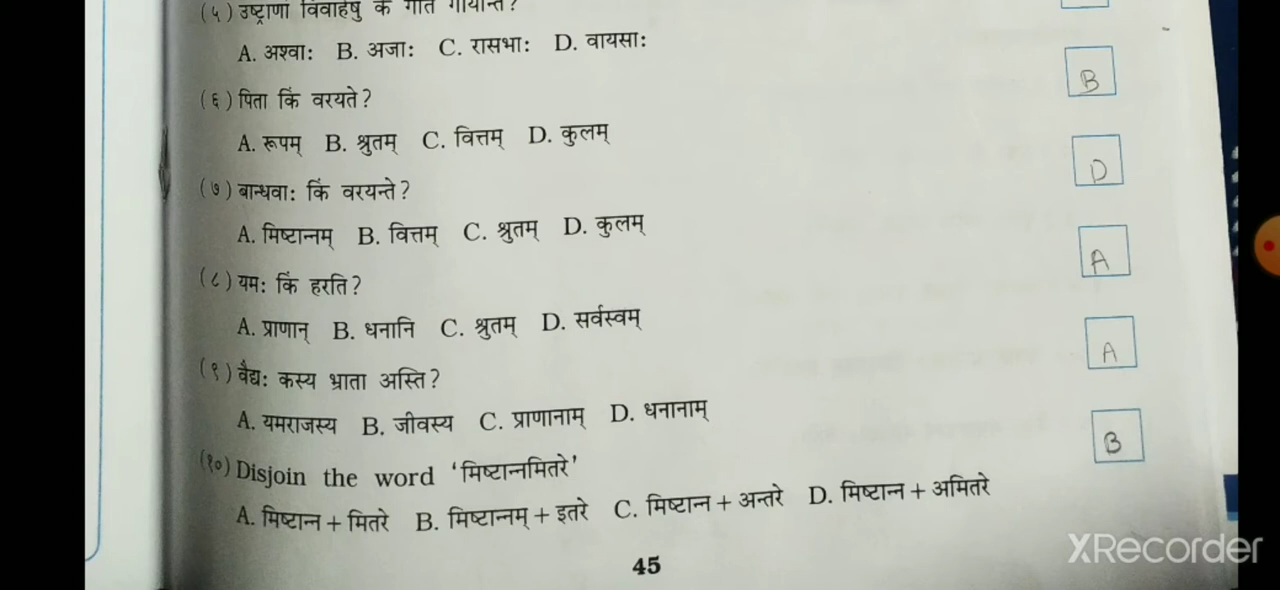 (५) उष्ट्राणां विवाहेषु के गीतं गायन्ति?
A. अश्वाः B. अजाः C. रासभाः D. वायसाः
B
(६) पिता किं वरयते?
A. रूपम् B. श्रुतम् C. वित्तम् D. कुलम्
D
(७) बान्धवाः किं वरयन्ते?
A. मिष्टान्नम् B. वित्तम् C. श्रुतम् D. कुलम्
A
(८) यमः किं हरति?
A. प्राणान् B. धनानि C. श्रुतम् D. सर्वस्वम्
A
(९) वैद्यः कस्य भ्राता अस्ति?
A. यमराजस्य B. जीवस्य C. प्राणानाम् D. धनानाम्
B
(१०) Disjoin the word 'मिष्टान्नमितरे'
A. मिष्टान्न + मितरे B. मिष्टान्नम् + इतरे C. मिष्टान्न + अन्तरे D. मिष्टान्न + अमितरे
45
XRecorder